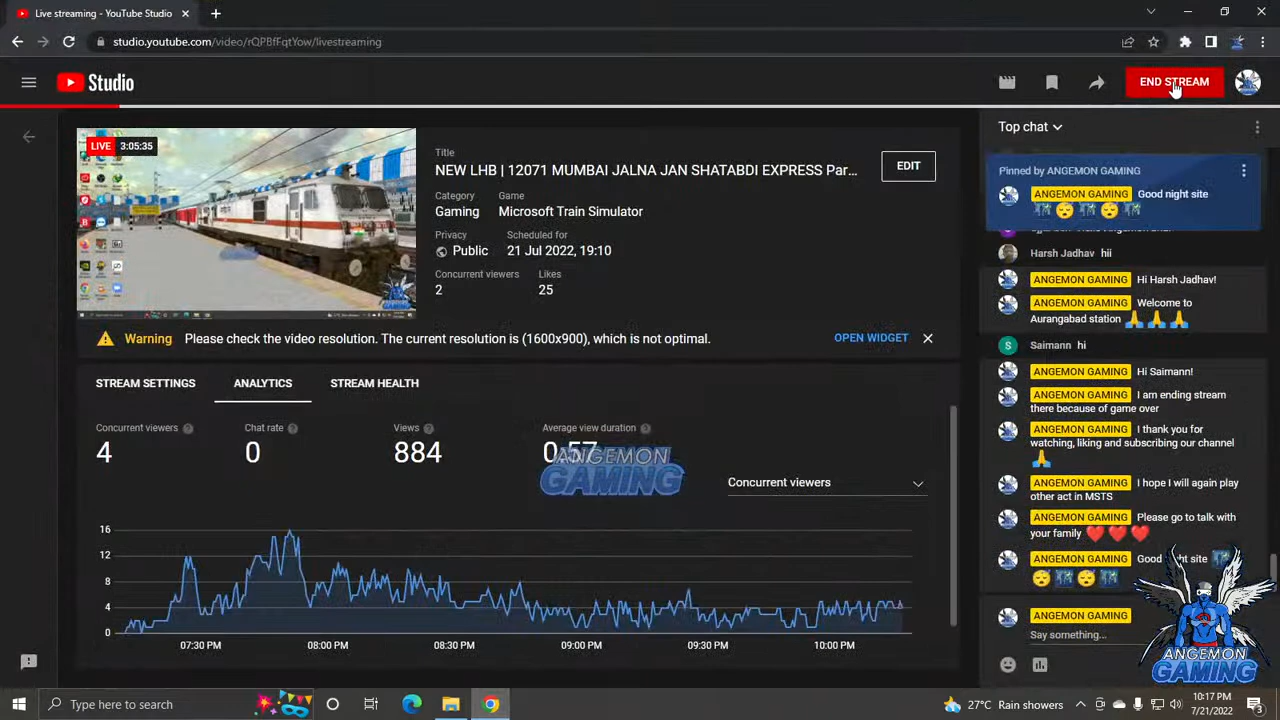 Live streaming - YouTube Studio
studio.youtube.com/video/rQPBfFqtYow/livestreaming
Studio
END STREAM
LIVE 3:05:35
Title
NEW LHB | 12071 MUMBAI JALNA JAN SHATABDI EXPRESS Par...
EDIT
Category
Game
Gaming
Microsoft Train Simulator
Privacy
Scheduled for
Public
21 Jul 2022, 19:10
Concurrent viewers
Likes
2
25
Warning Please check the video resolution. The current resolution is (1600x900), which is not optimal.
OPEN WIDGET
STREAM SETTINGS
ANALYTICS
STREAM HEALTH
Concurrent viewers
Chat rate
Views
Average view duration
4
0
884
0:57
ANGEMON
GAMING
Concurrent viewers
16
12
8
4
0
07:30 PM
08:00 PM
08:30 PM
09:00 PM
09:30 PM
10:00 PM
Top chat
Pinned by ANGEMON GAMING
ANGEMON GAMING Good night site
Harsh Jadhav hii
ANGEMON GAMING Hi Harsh Jadhav!
ANGEMON GAMING Welcome to
Aurangabad station
S Saimann hi
ANGEMON GAMING Hi Saimann!
ANGEMON GAMING I am ending stream
there because of game over
ANGEMON GAMING I thank you for
watching, liking and subscribing our channel
ANGEMON GAMING I hope I will again play
other act in MSTS
ANGEMON GAMING Please go to talk with
your family
ANGEMON GAMING Good night site
ANGEMON GAMING
Say something...
ANGEMON
GAMING
Type here to search
27°C Rain showers
10:17 PM
7/21/2022
3